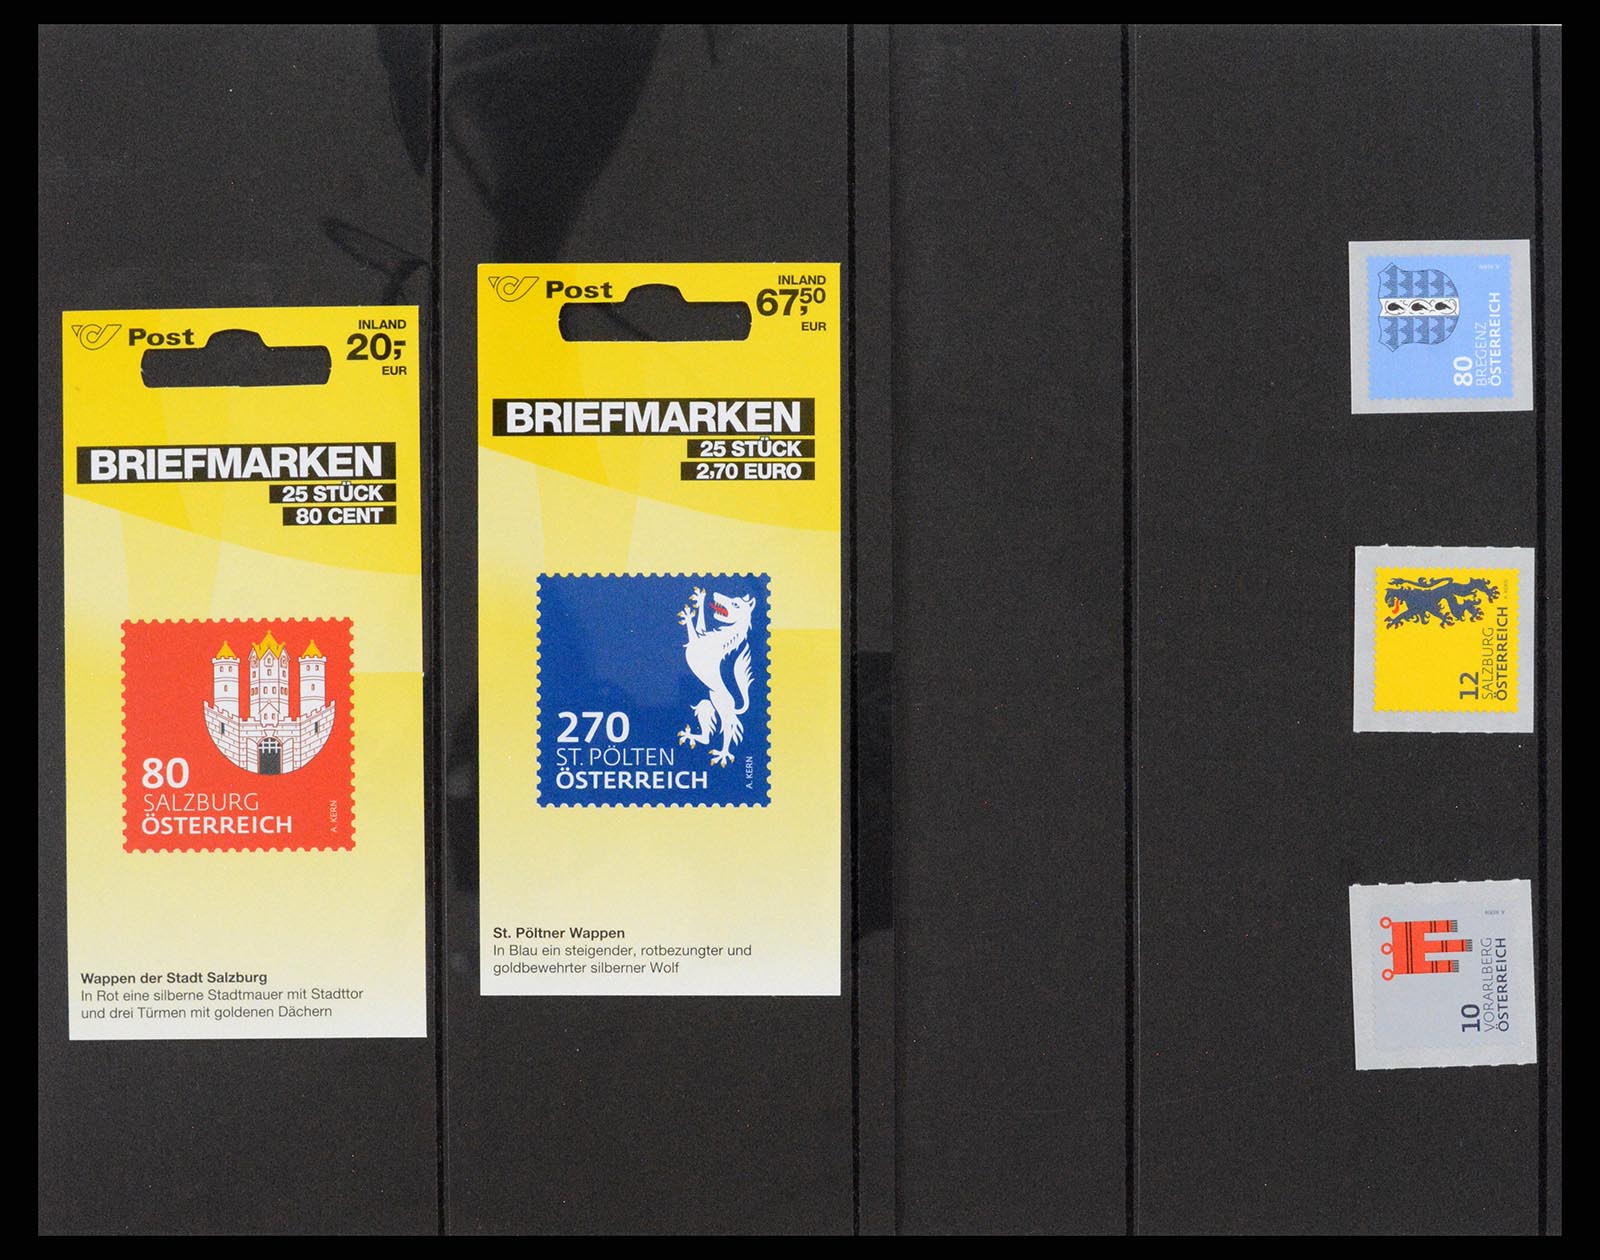 Post
INLAND
20,-
EUR
BRIEFMARKEN
25 STÜCK
80 CENT
80
SALZBURG
ÖSTERREICH
A. KERN
Wappen der Stadt Salzburg
In Rot eine silberne Stadtmauer mit Stadttor
und drei Türmen mit goldenen Dächern
Post
INLAND
67,50
EUR
BRIEFMARKEN
25 STÜCK
2,70 EURO
270
ST. PÖLTEN
ÖSTERREICH
A. KERN
St. Pöltner Wappen
In Blau ein steigender, rotbezungter und
goldbewehrter silberner Wolf
80
BREGENZ
ÖSTERREICH
A. KERN
12
SALZBURG
ÖSTERREICH
A. KERN
10
VORARLBERG
ÖSTERREICH
A. KERN